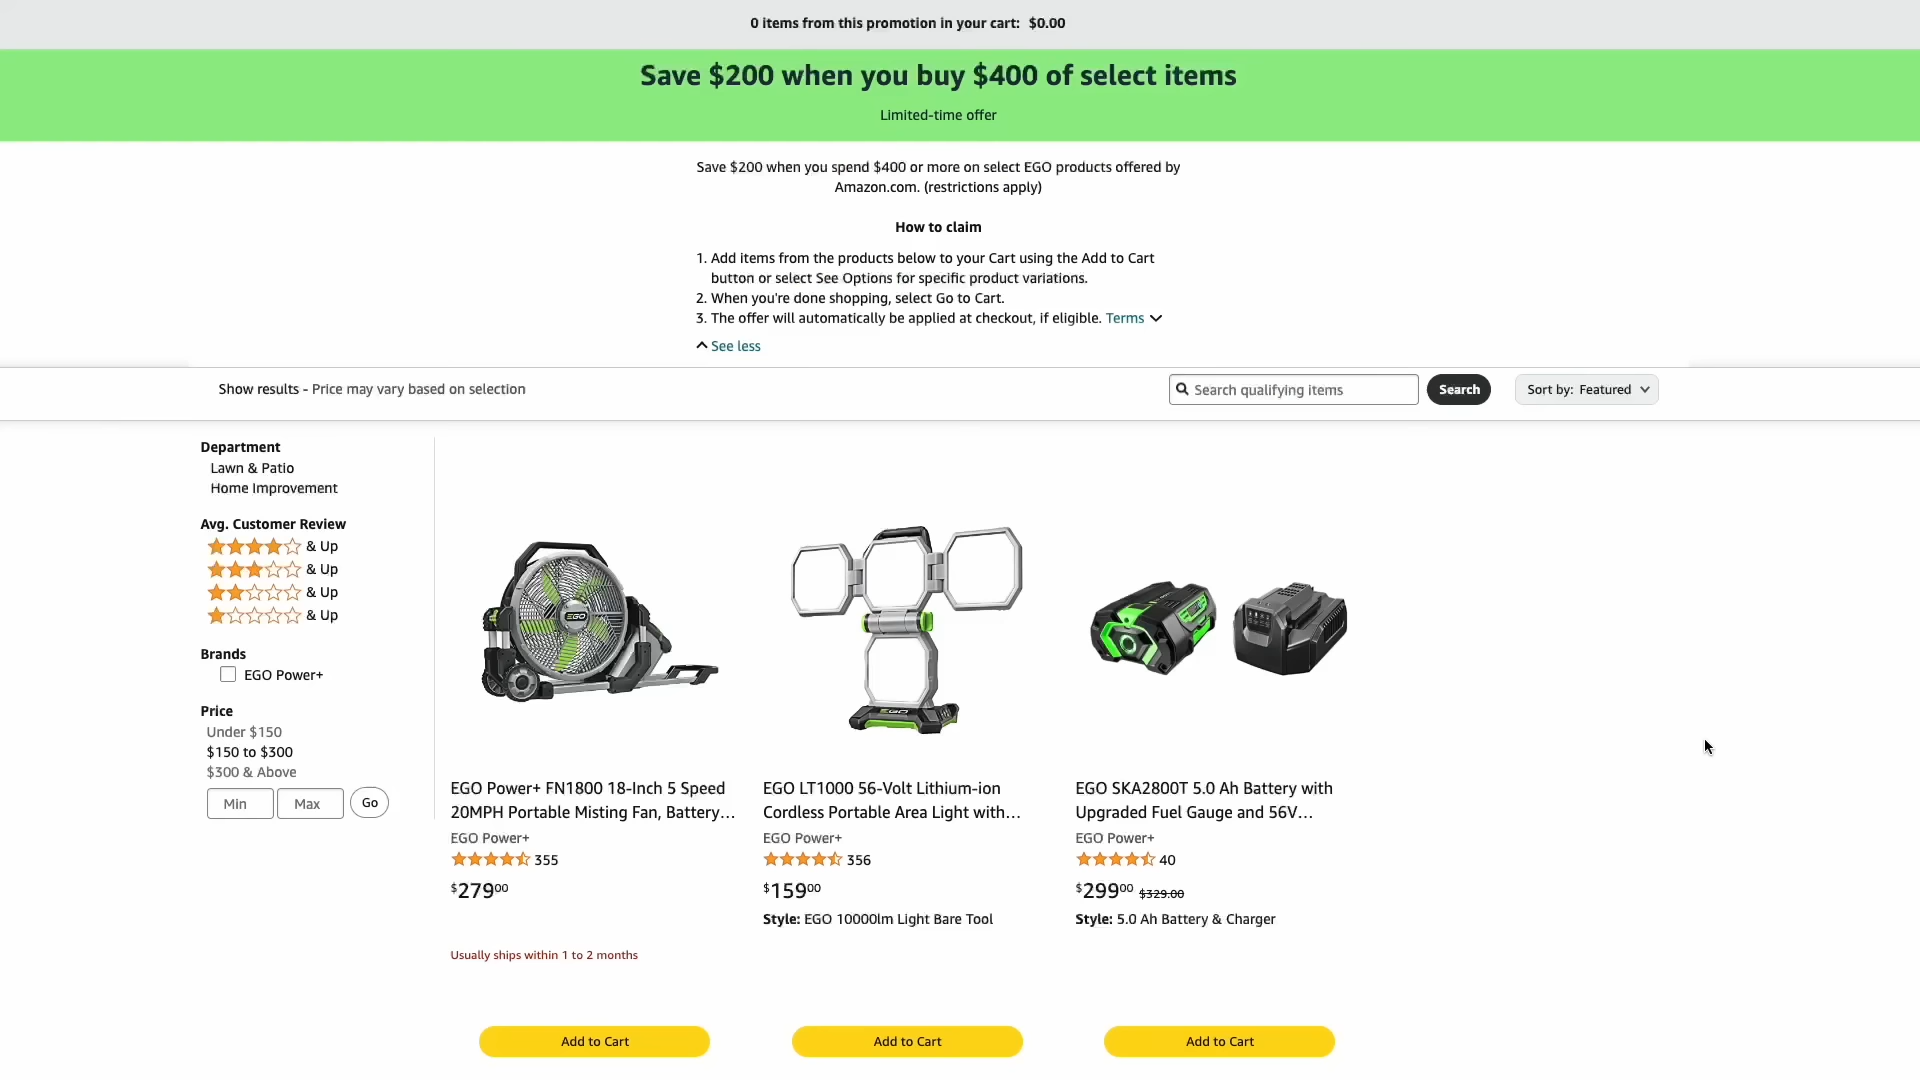 0 items from this promotion in your cart: $0.00
Save $200 when you buy $400 of select items
Limited-time offer
Save $200 when you spend $400 or more on select EGO products offered by
Amazon.com. (restrictions apply)
How to claim
1. Add items from the products below to your Cart using the Add to Cart
button or select See Options for specific product variations.
2. When you're done shopping, select Go to Cart.
3. The offer will automatically be applied at checkout, if eligible. Terms
See less
Show results - Price may vary based on selection
Search qualifying items
Search
Sort by: Featured
Department
Lawn & Patio
Home Improvement
Avg. Customer Review
& Up
& Up
& Up
& Up
Brands
EGO Power+
Price
Under $150
$150 to $300
$300 & Above
Min
Max
Go
EGO
EGO Power+ FN1800 18-Inch 5 Speed
20MPH Portable Misting Fan, Battery…
EGO Power+
355
$279⁰⁰
Usually ships within 1 to 2 months
Add to Cart
EGO
EGO LT1000 56-Volt Lithium-ion
Cordless Portable Area Light with…
EGO Power+
356
$159⁰⁰
Style: EGO 10000lm Light Bare Tool
Add to Cart
EGO SKA2800T 5.0 Ah Battery with
Upgraded Fuel Gauge and 56V…
EGO Power+
40
$299⁰⁰ $329.00
Style: 5.0 Ah Battery & Charger
Add to Cart